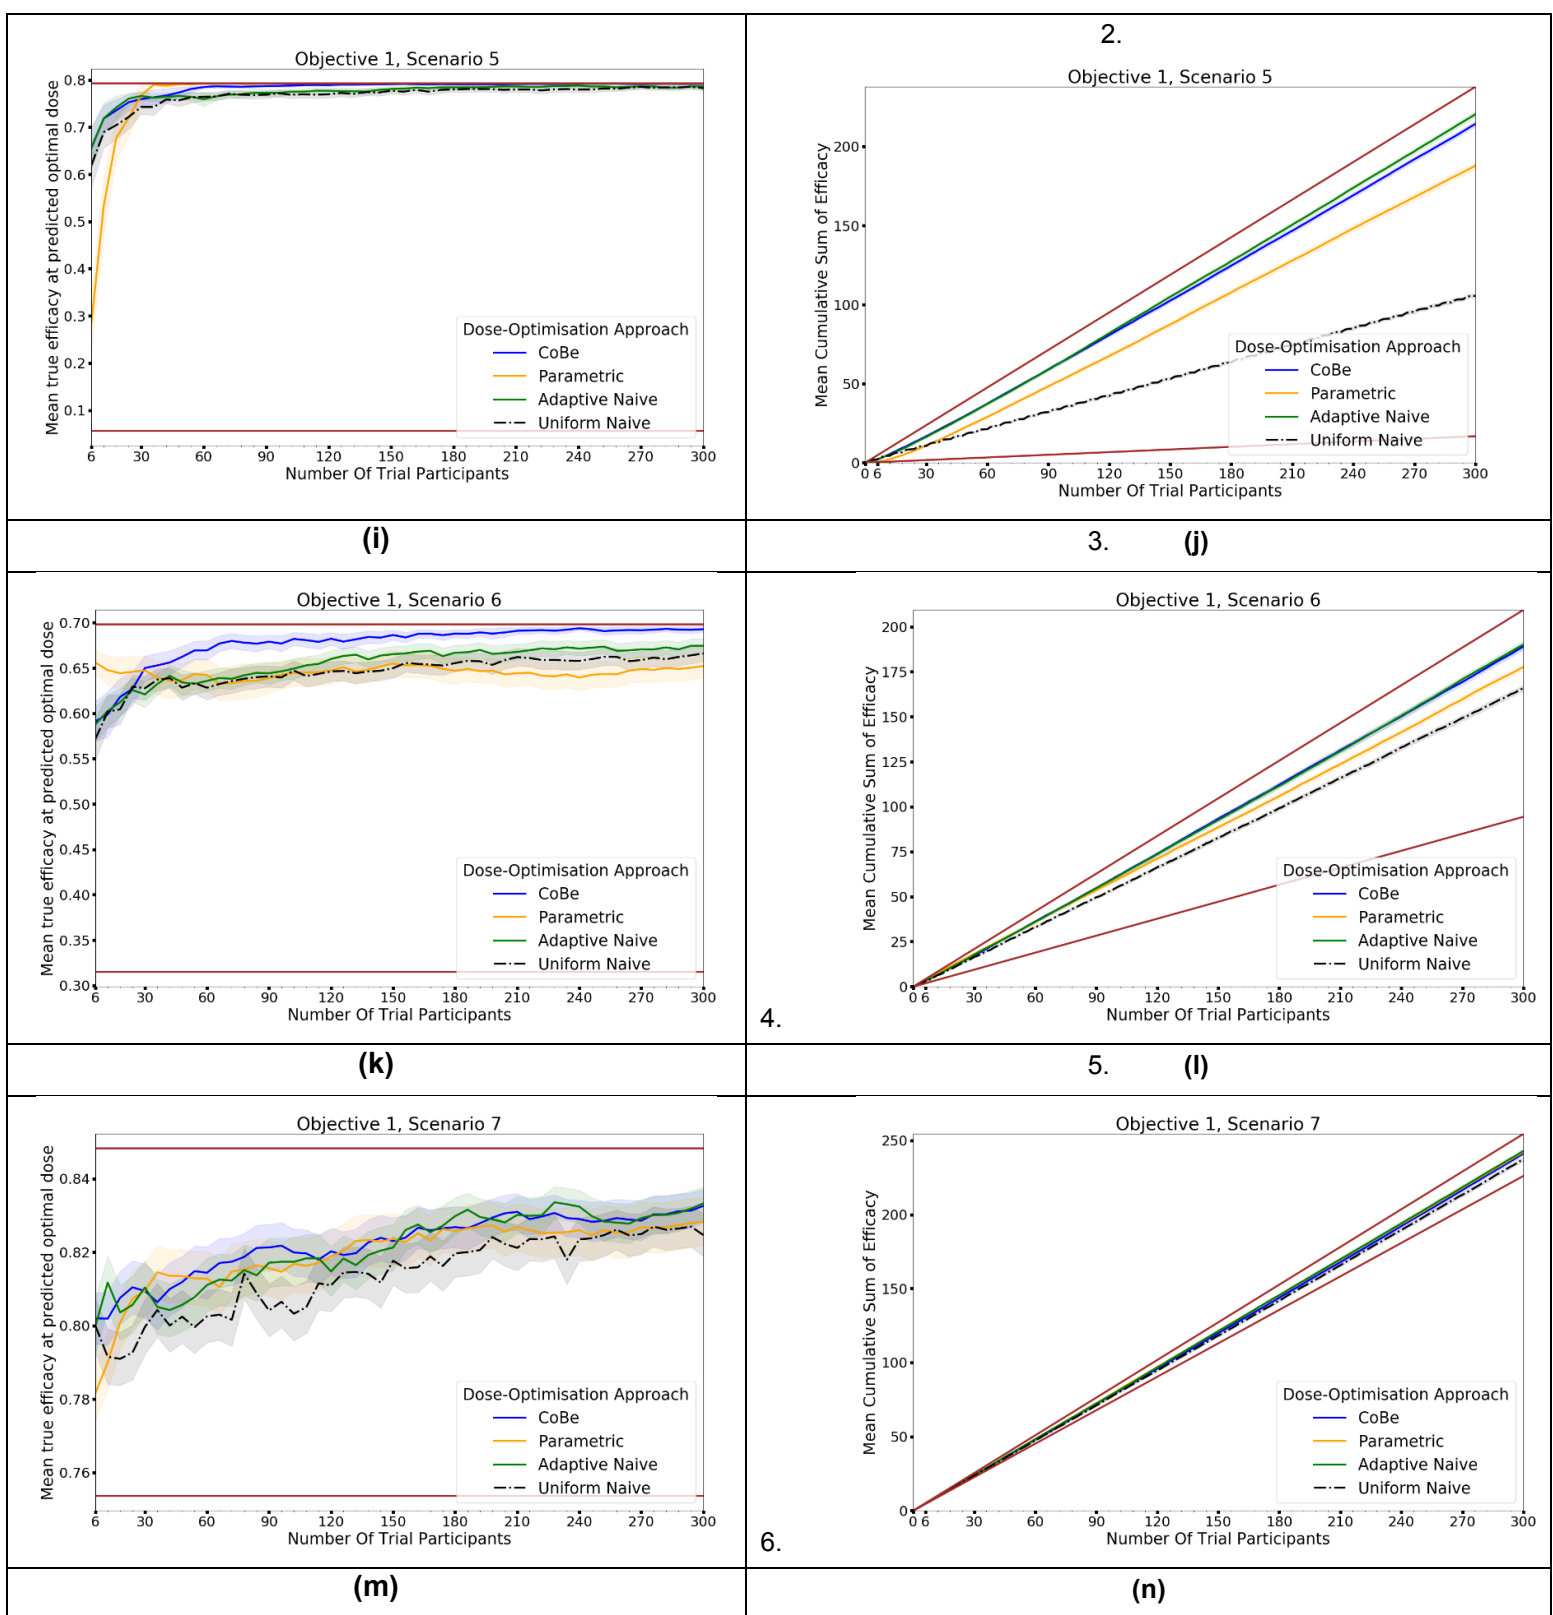 2.
Objective 1, Scenario 5
Mean true efficacy at predicted optimal dose
0.8
0.7
0.6
0.5
0.4
0.3
0.2
0.1
Dose-Optimisation Approach
CoBe
Parametric
Adaptive Naive
Uniform Naive
6 30 60 90 120 150 180 210 240 270 300
Number Of Trial Participants
Objective 1, Scenario 5
Mean Cumulative Sum of Efficacy
200
150
100
50
0
Dose-Optimisation Approach
CoBe
Parametric
Adaptive Naive
Uniform Naive
0 6 30 60 90 120 150 180 210 240 270 300
Number Of Trial Participants
(i)
3. (j)
Objective 1, Scenario 6
Mean true efficacy at predicted optimal dose
0.70
0.65
0.60
0.55
0.50
0.45
0.40
0.35
0.30
Dose-Optimisation Approach
CoBe
Parametric
Adaptive Naive
Uniform Naive
6 30 60 90 120 150 180 210 240 270 300
Number Of Trial Participants
Objective 1, Scenario 6
Mean Cumulative Sum of Efficacy
200
175
150
125
100
75
50
25
0
Dose-Optimisation Approach
CoBe
Parametric
Adaptive Naive
Uniform Naive
0 6 30 60 90 120 150 180 210 240 270 300
Number Of Trial Participants
4.
(k)
5. (l)
Objective 1, Scenario 7
Mean true efficacy at predicted optimal dose
0.84
0.82
0.80
0.78
0.76
Dose-Optimisation Approach
CoBe
Parametric
Adaptive Naive
Uniform Naive
6 30 60 90 120 150 180 210 240 270 300
Number Of Trial Participants
Objective 1, Scenario 7
Mean Cumulative Sum of Efficacy
250
200
150
100
50
0
Dose-Optimisation Approach
CoBe
Parametric
Adaptive Naive
Uniform Naive
0 6 30 60 90 120 150 180 210 240 270 300
Number Of Trial Participants
6.
(m)
(n)